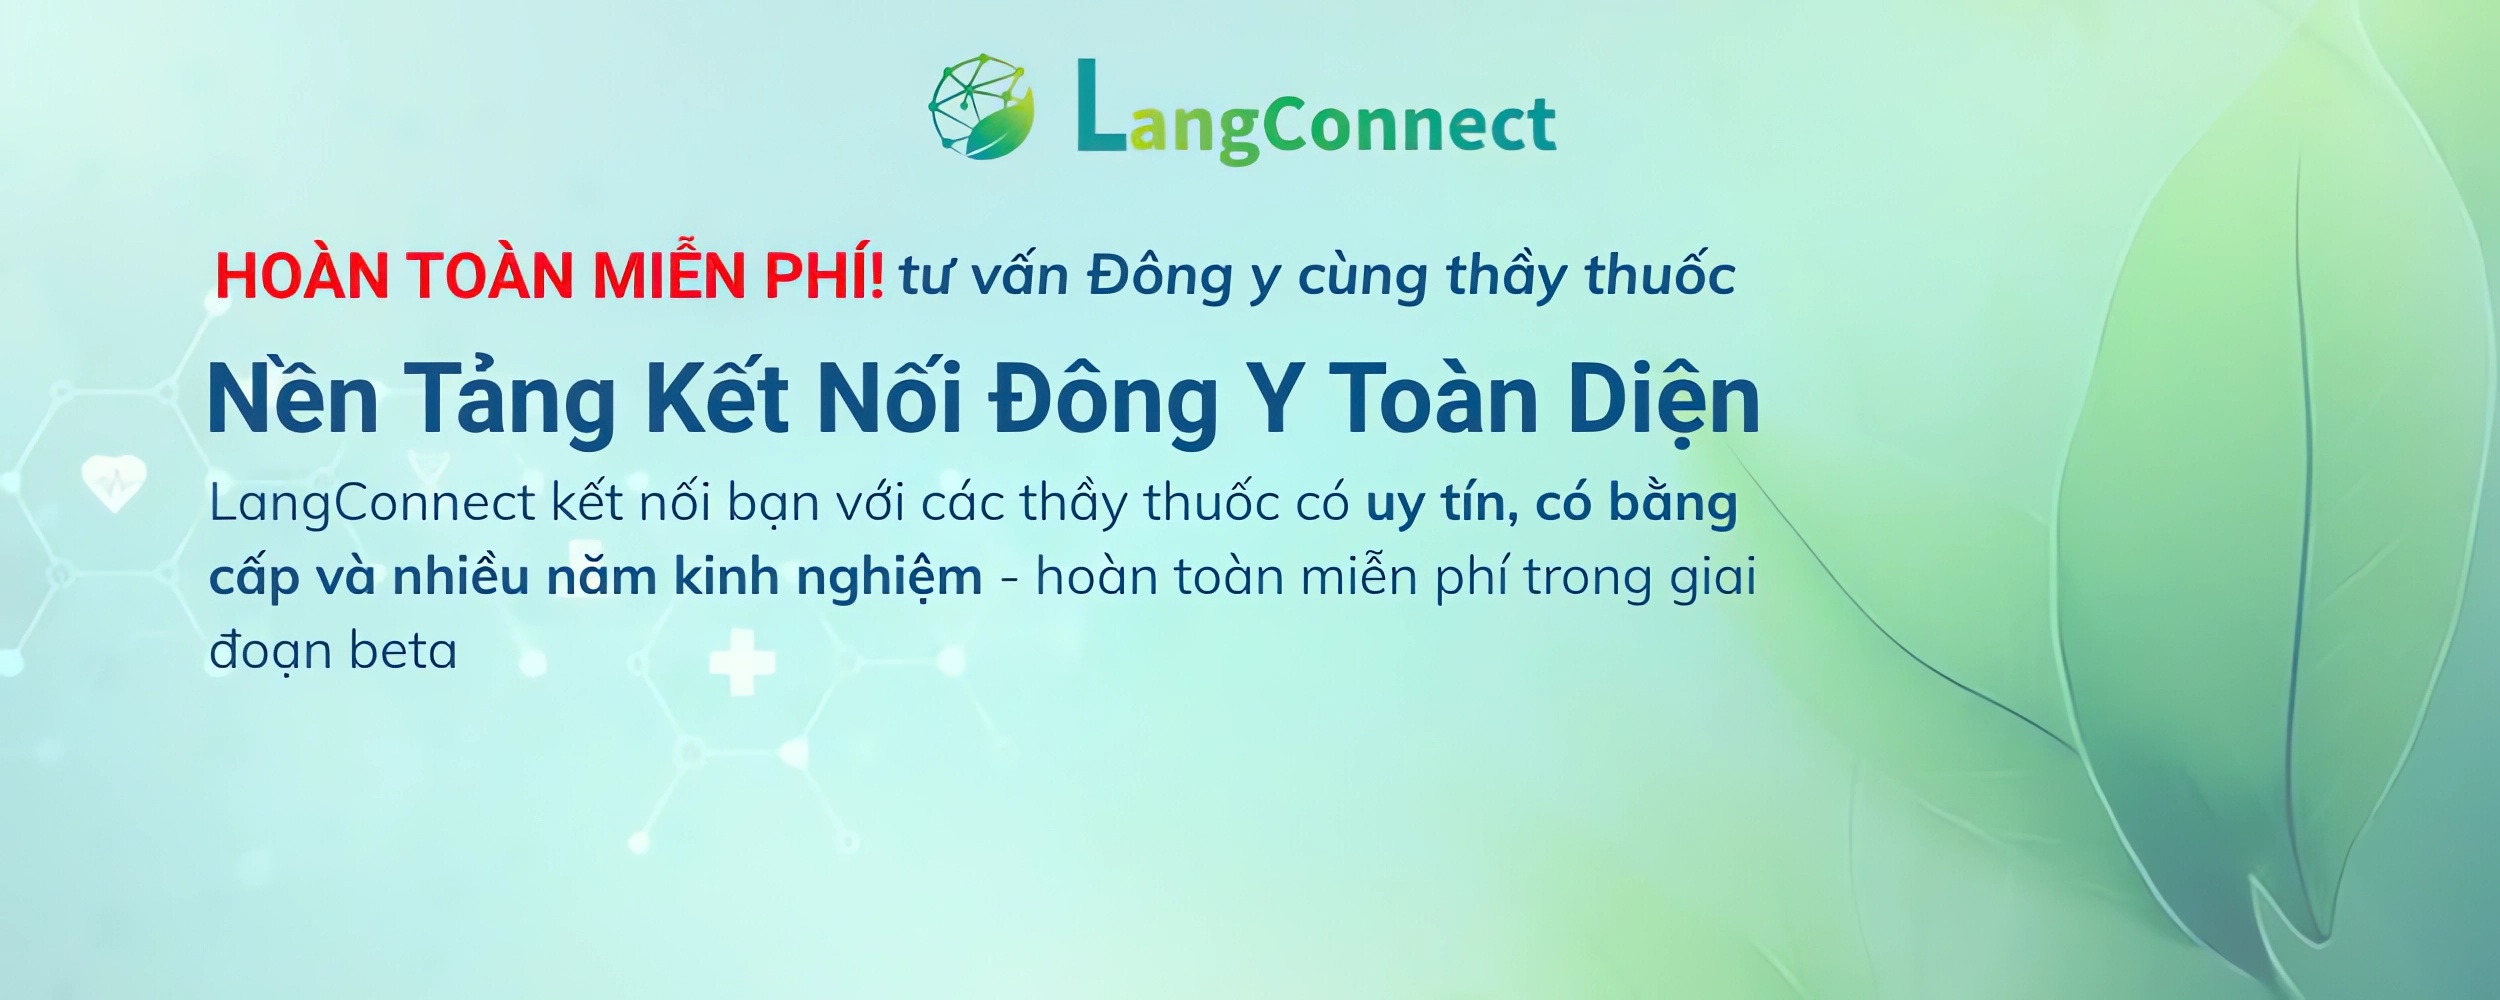 LangConnect
HOÀN TOÀN MIỄN PHÍ! tư vấn Đông y cùng thầy thuốc
Nền Tảng Kết Nối Đông Y Toàn Diện
LangConnect kết nối bạn với các thầy thuốc có uy tín, có bằng
cấp và nhiều năm kinh nghiệm - hoàn toàn miễn phí trong giai
đoạn beta